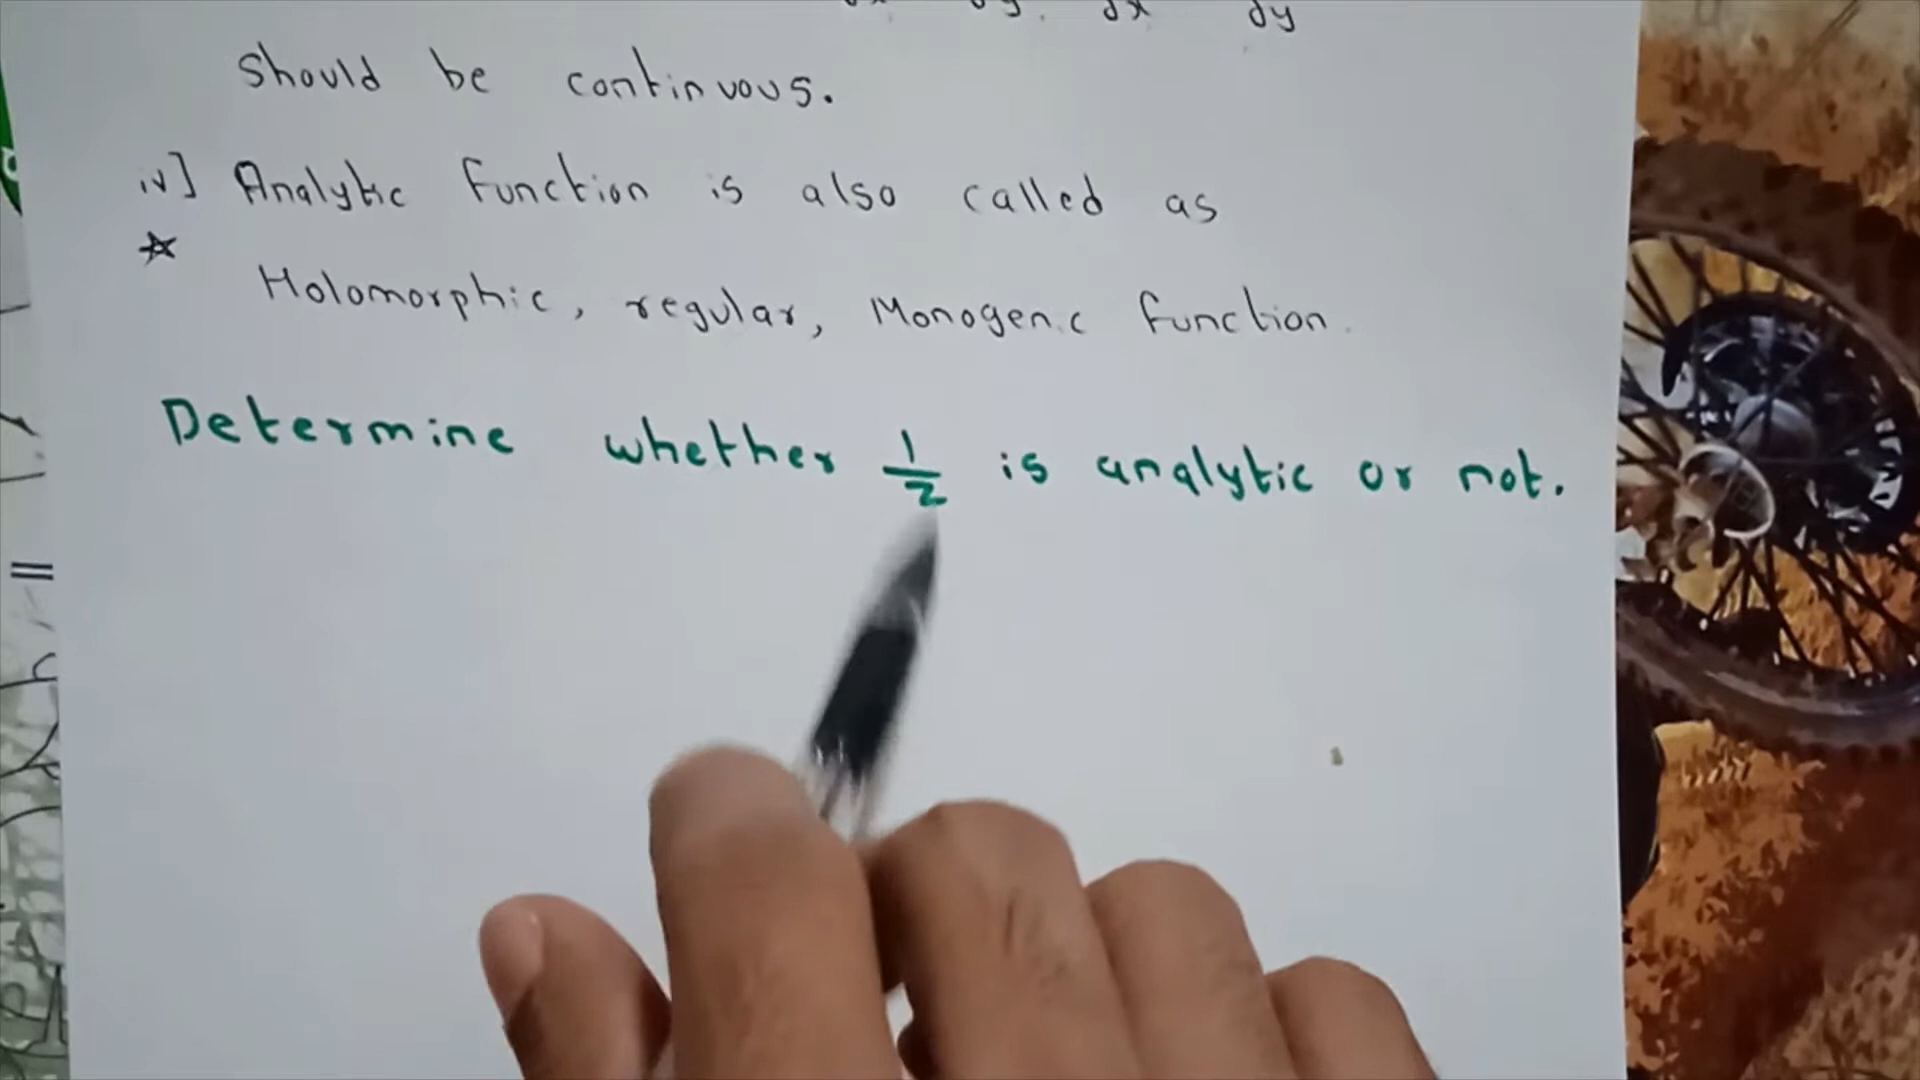 ∂x ∂y ∂x ∂y
should be continuous.
iv] Analytic function is also called as
☆ Holomorphic, regular, Monogenic function.
Determine whether 1/z is analytic or not.